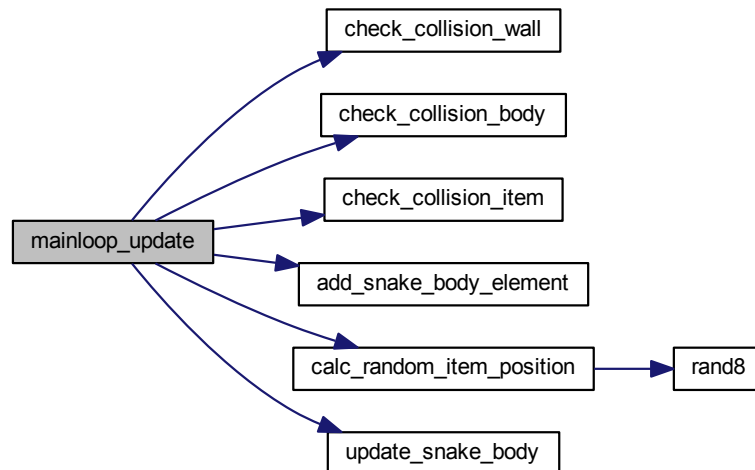 check_collision_wall
check_collision_body
check_collision_item
mainloop_update
add_snake_body_element
calc_random_item_position
rand8
update_snake_body